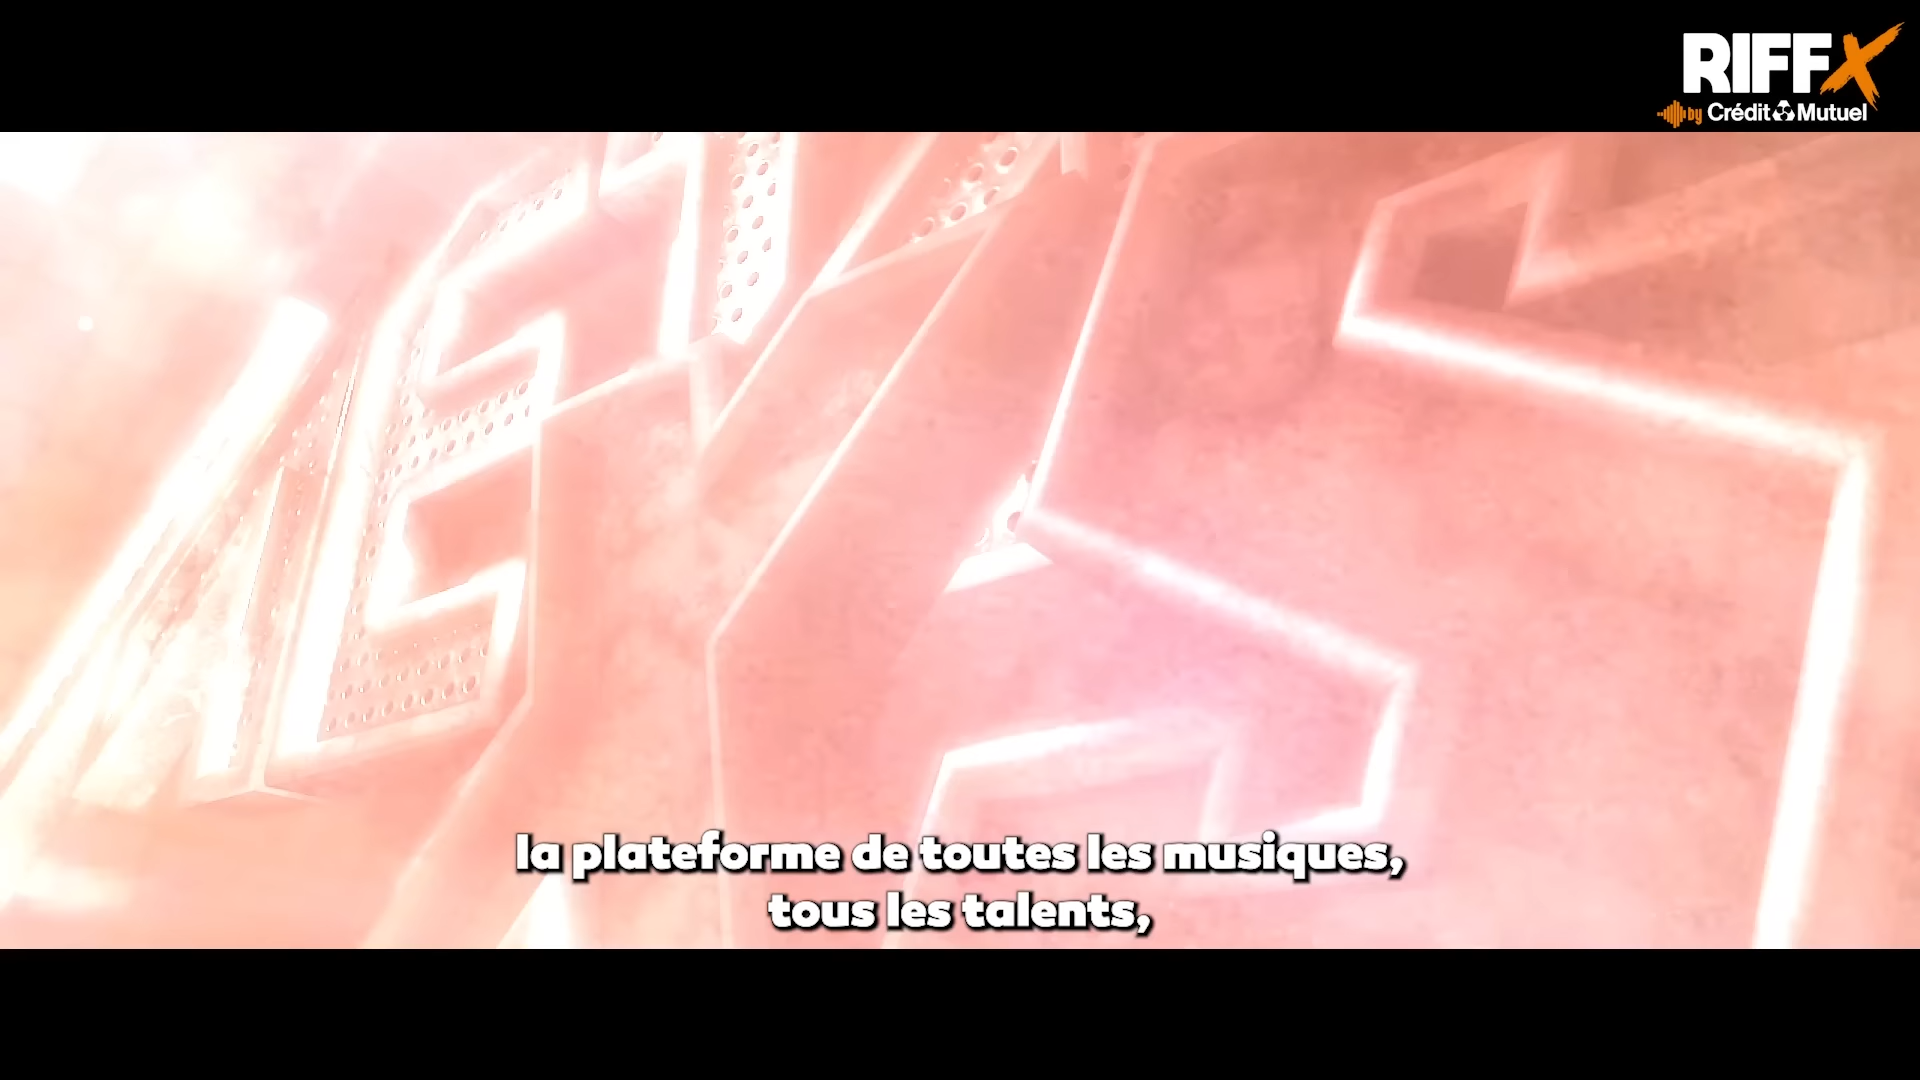 RIFFX
by Crédit Mutuel
la plateforme de toutes les musiques,
tous les talents,